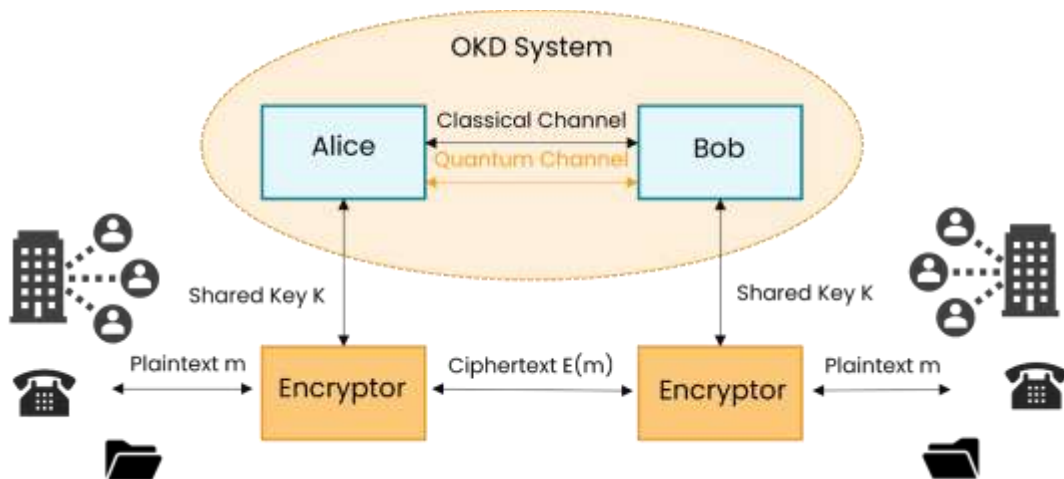 OKD System
Alice
Classical Channel
Quantum Channel
Bob
Shared Key K
Shared Key K
Plaintext m
Encryptor
Ciphertext E(m)
Encryptor
Plaintext m